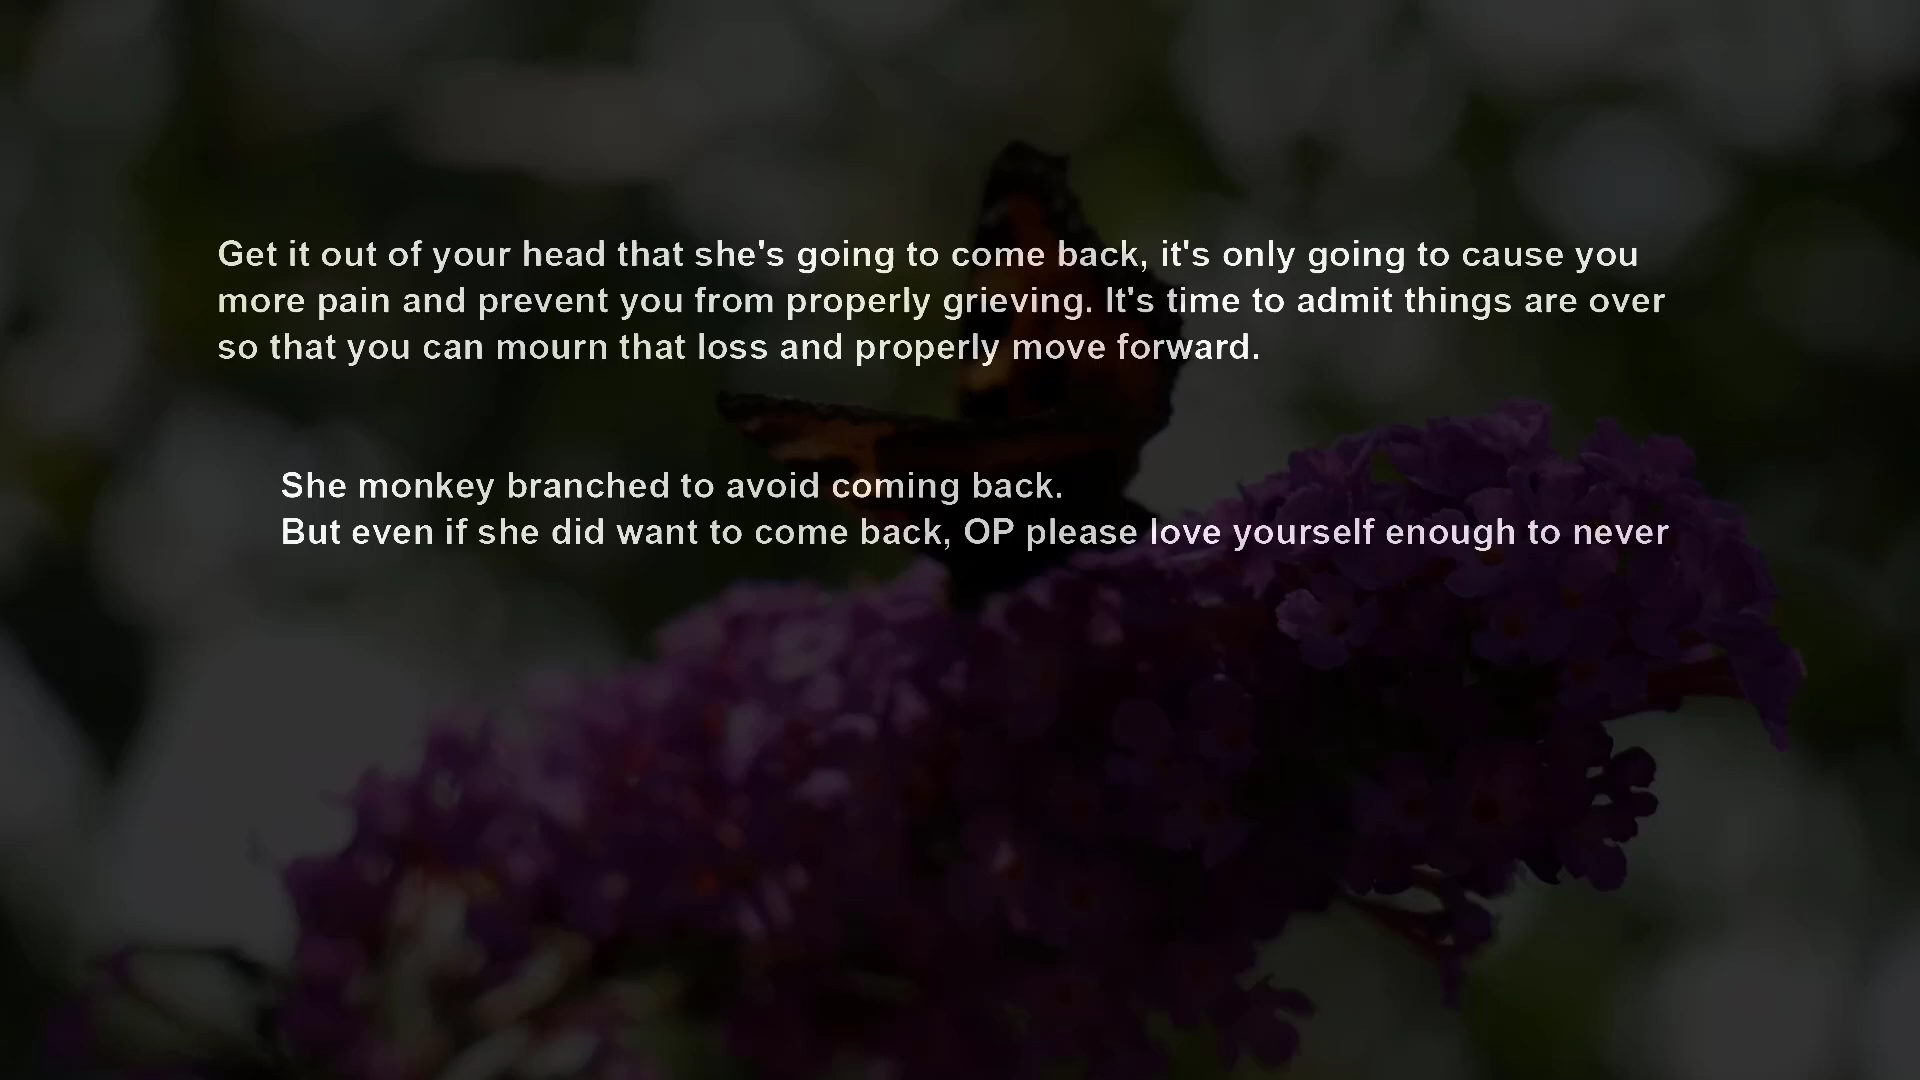 Get it out of your head that she's going to come back, it's only going to cause you
more pain and prevent you from properly grieving. It's time to admit things are over
so that you can mourn that loss and properly move forward.
She monkey branched to avoid coming back.
But even if she did want to come back, OP please love yourself enough to never